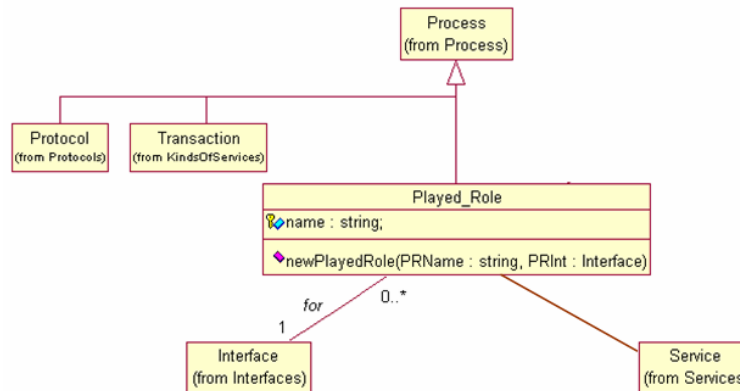 Process
(from Process)
Protocol
(from Protocols)
Transaction
(from KindsOfServices)
Played_Role
name : string;
newPlayedRole(PRName : string, PRInt : Interface)
for
0..*
1
Interface
(from Interfaces)
Service
(from Services